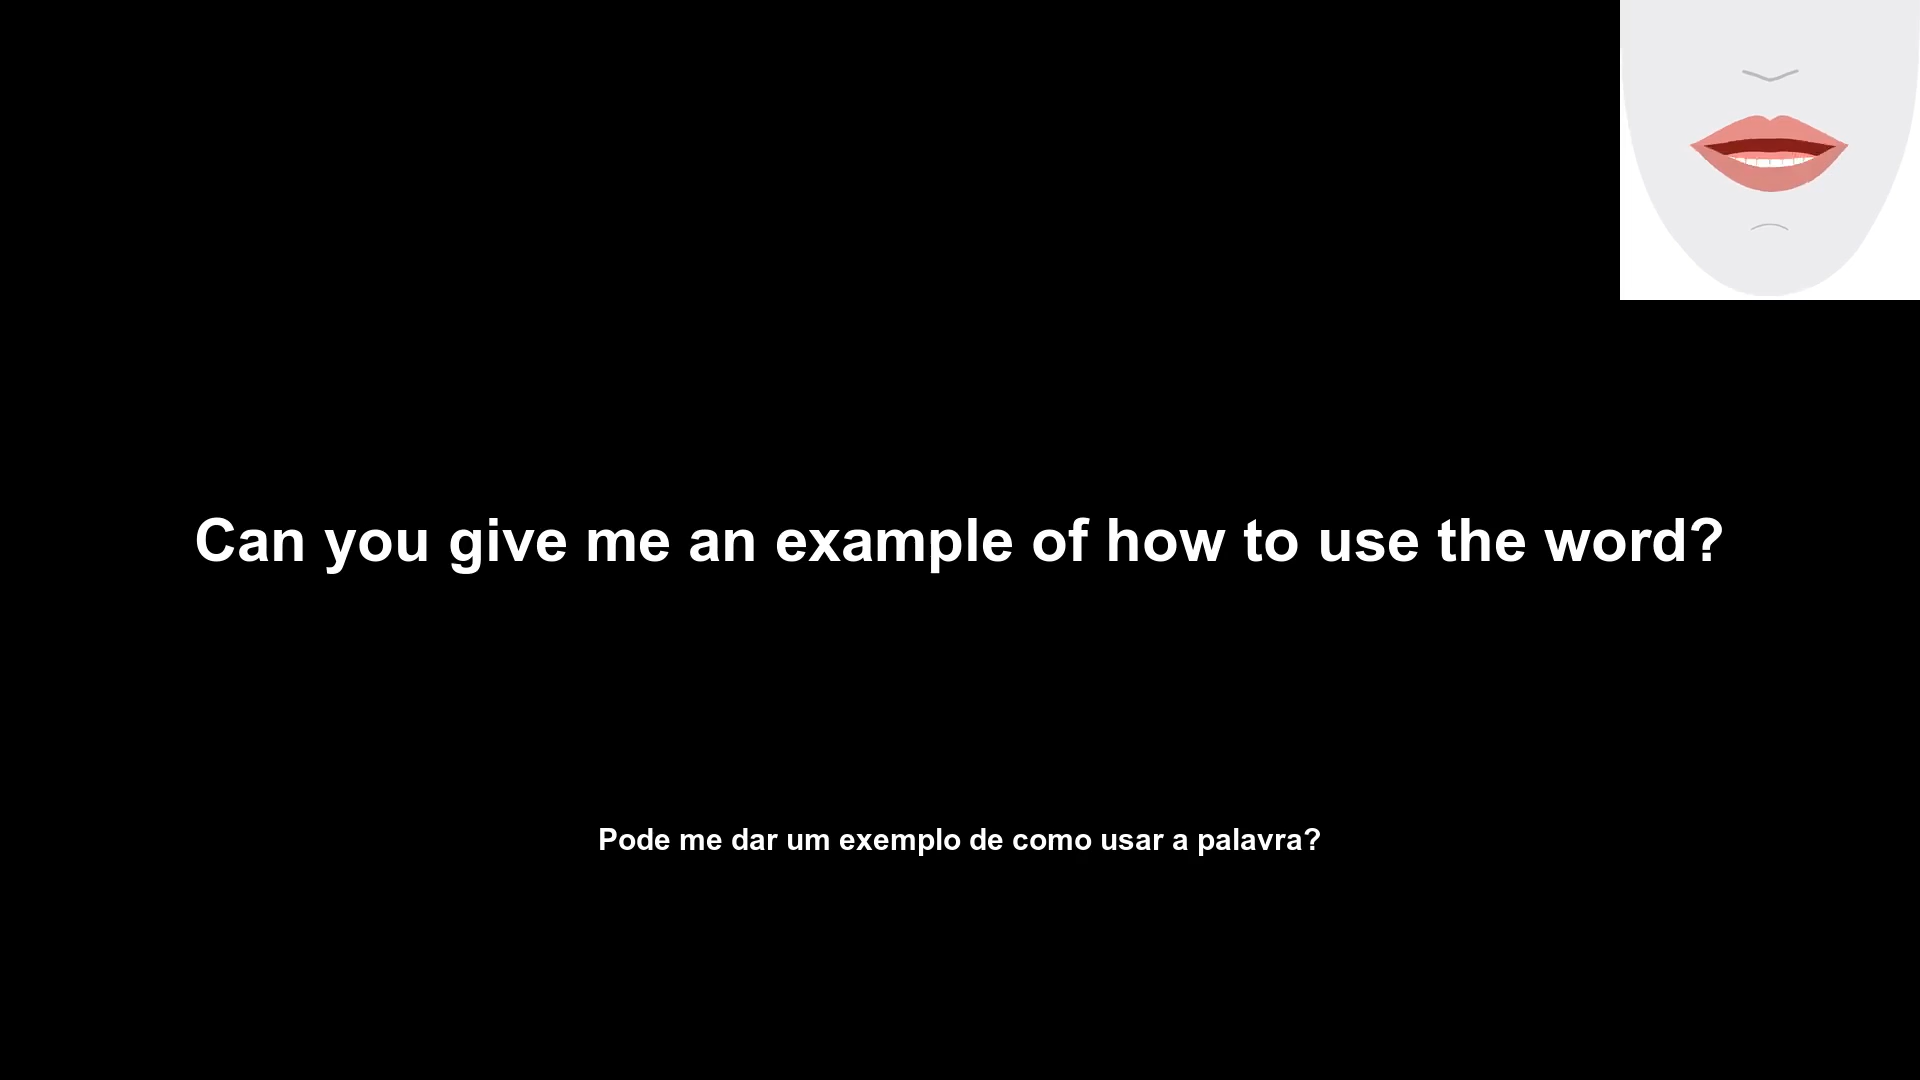 Can you give me an example of how to use the word?
Pode me dar um exemplo de como usar a palavra?